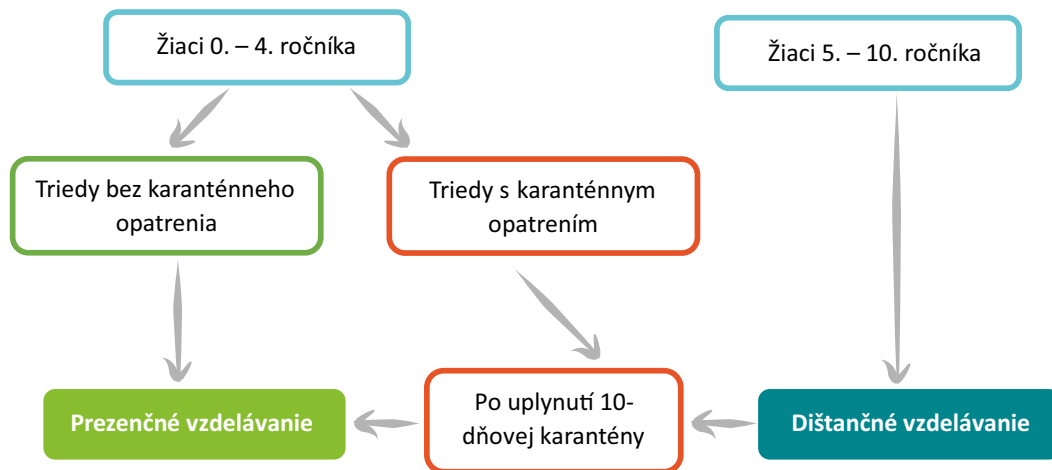 Žiaci 0. – 4. ročníka
Žiaci 5. – 10. ročníka
Triedy bez karanténneho
opatrenia
Triedy s karanténnym
opatrením
Prezenčné vzdelávanie
Po uplynutí 10-
dňovej karantény
Dištančné vzdelávanie